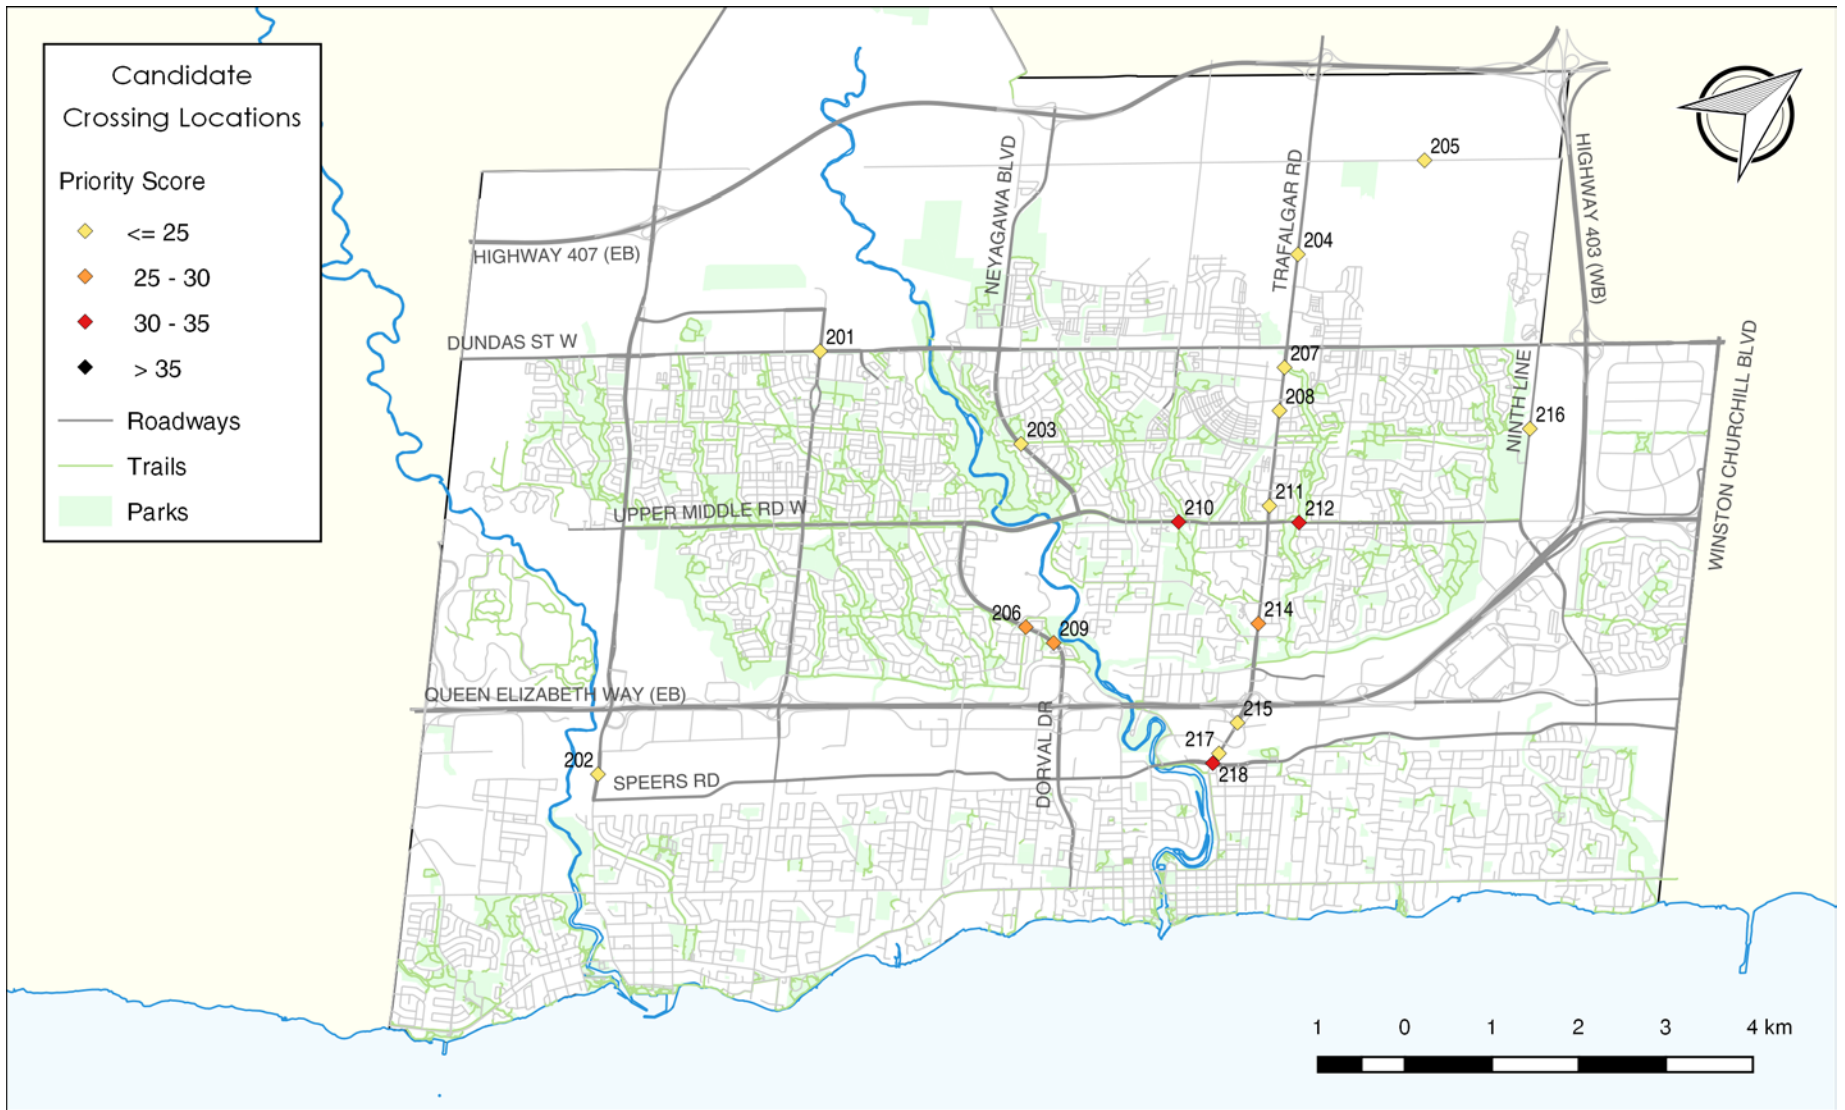 Candidate
Crossing Locations
Priority Score
<= 25
25 - 30
30 - 35
> 35
Roadways
Trails
Parks
HIGHWAY 407 (EB)
NEYAGAWA BLVD
TRAFALGAR RD
205
HIGHWAY 403 (WB)
204
DUNDAS ST W
201
207
208
203
NINTH LINE
216
WINSTON CHURCHILL BLVD
UPPER MIDDLE RD W
210
211
212
206
209
214
QUEEN ELIZABETH WAY (EB)
DORVAL DR
215
217
218
202
SPEERS RD
1 0 1 2 3 4 km